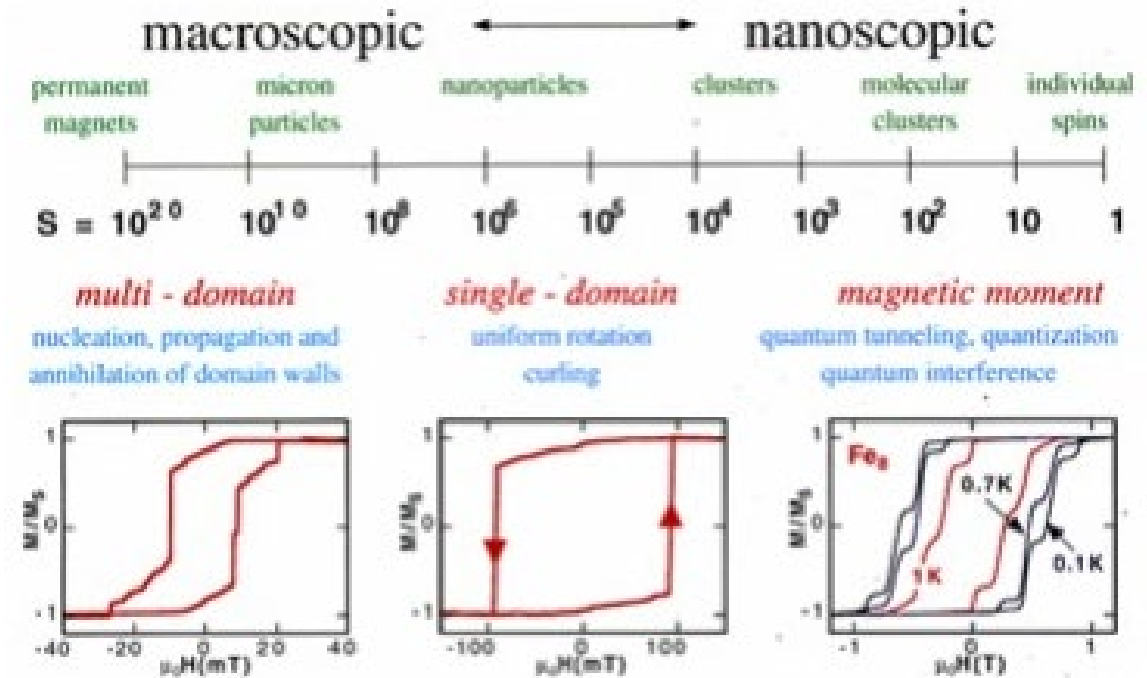 macroscopic nanoscopic
permanent micron nanoparticles clusters molecular individual
magnets particles clusters spins
S = 10²⁰ 10¹⁰ 10⁸ 10⁶ 10⁵ 10⁴ 10³ 10² 10 1
multi - domain single - domain magnetic moment
nucleation, propagation and uniform rotation quantum tunneling, quantization
annihilation of domain walls curling quantum interference
1 1 1
Fe₈
0.7K
M/Mₛ M/Mₛ M/Mₛ
0 0 0
1K 0.1K
-1 -1 -1
-40 -20 0 20 40 -100 0 100 -1 0 1
μ₀H(mT) μ₀H(mT) μ₀H(T)